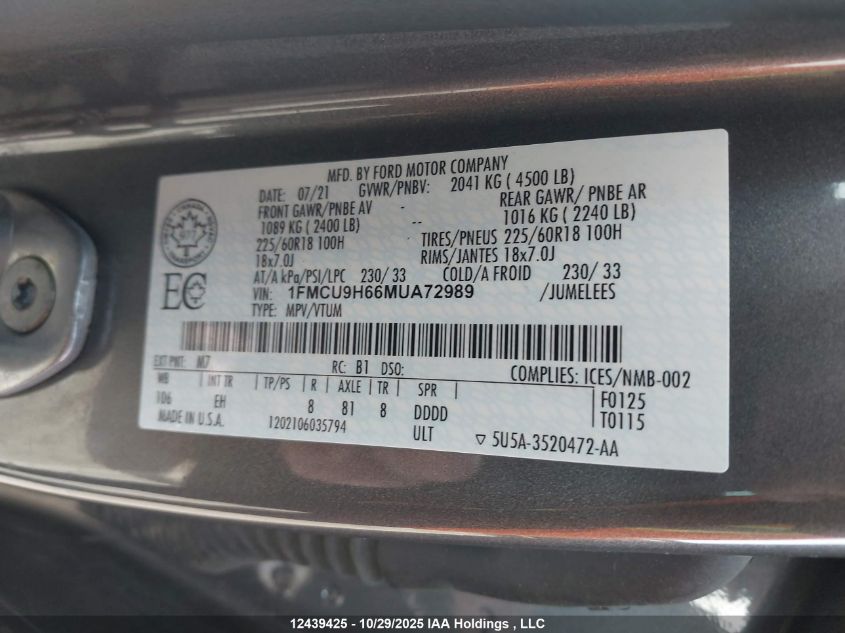 MFD. BY FORD MOTOR COMPANY
DATE: 07/21 GVWR/PNBV: 2041 KG ( 4500 LB)
FRONT GAWR/PNBE AV - REAR GAWR/ PNBE AR
1089 KG ( 2400 LB) -- 1016 KG ( 2240 LB)
225/60R18 100H TIRES/PNEUS 225/60R18 100H
18x7.0J RIMS/JANTES 18x7.0J
AT/A kPa/PSI/LPC 230/ 33 COLD/A FROID 230/ 33
VIN: 1FMCU9H66MUA72989 /JUMELEES
TYPE: MPV/VTUM
EC
EXT PNT: M7 RC: B1 DSO: COMPLIES: ICES/NMB-002
WB INT TR TP/PS R AXLE TR SPR F0125
106 EH 8 81 8 DDDD T0115
MADE IN U.S.A. 1202106035794 ULT ▽ 5U5A-3520472-AA
12439425 - 10/29/2025 IAA Holdings , LLC